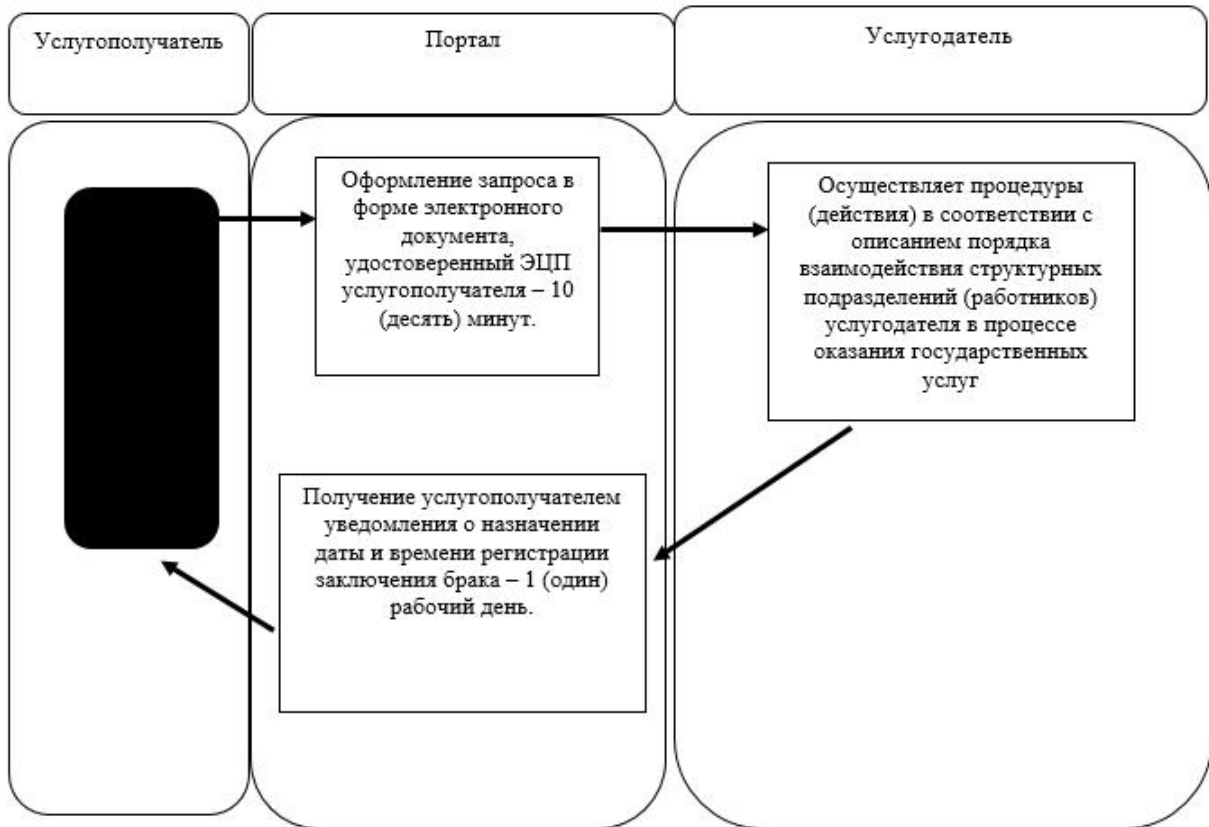 Услугополучатель
Портал
Услугодатель
Оформление запроса в
форме электронного
документа,
удостоверенный ЭЦП
услугополучателя – 10
(десять) минут.
Осуществляет процедуры
(действия) в соответствии с
описанием порядка
взаимодействия структурных
подразделений (работников)
услугодателя в процессе
оказания государственных
услуг
Получение услугополучателем
уведомления о назначении
даты и времени регистрации
заключения брака – 1 (один)
рабочий день.